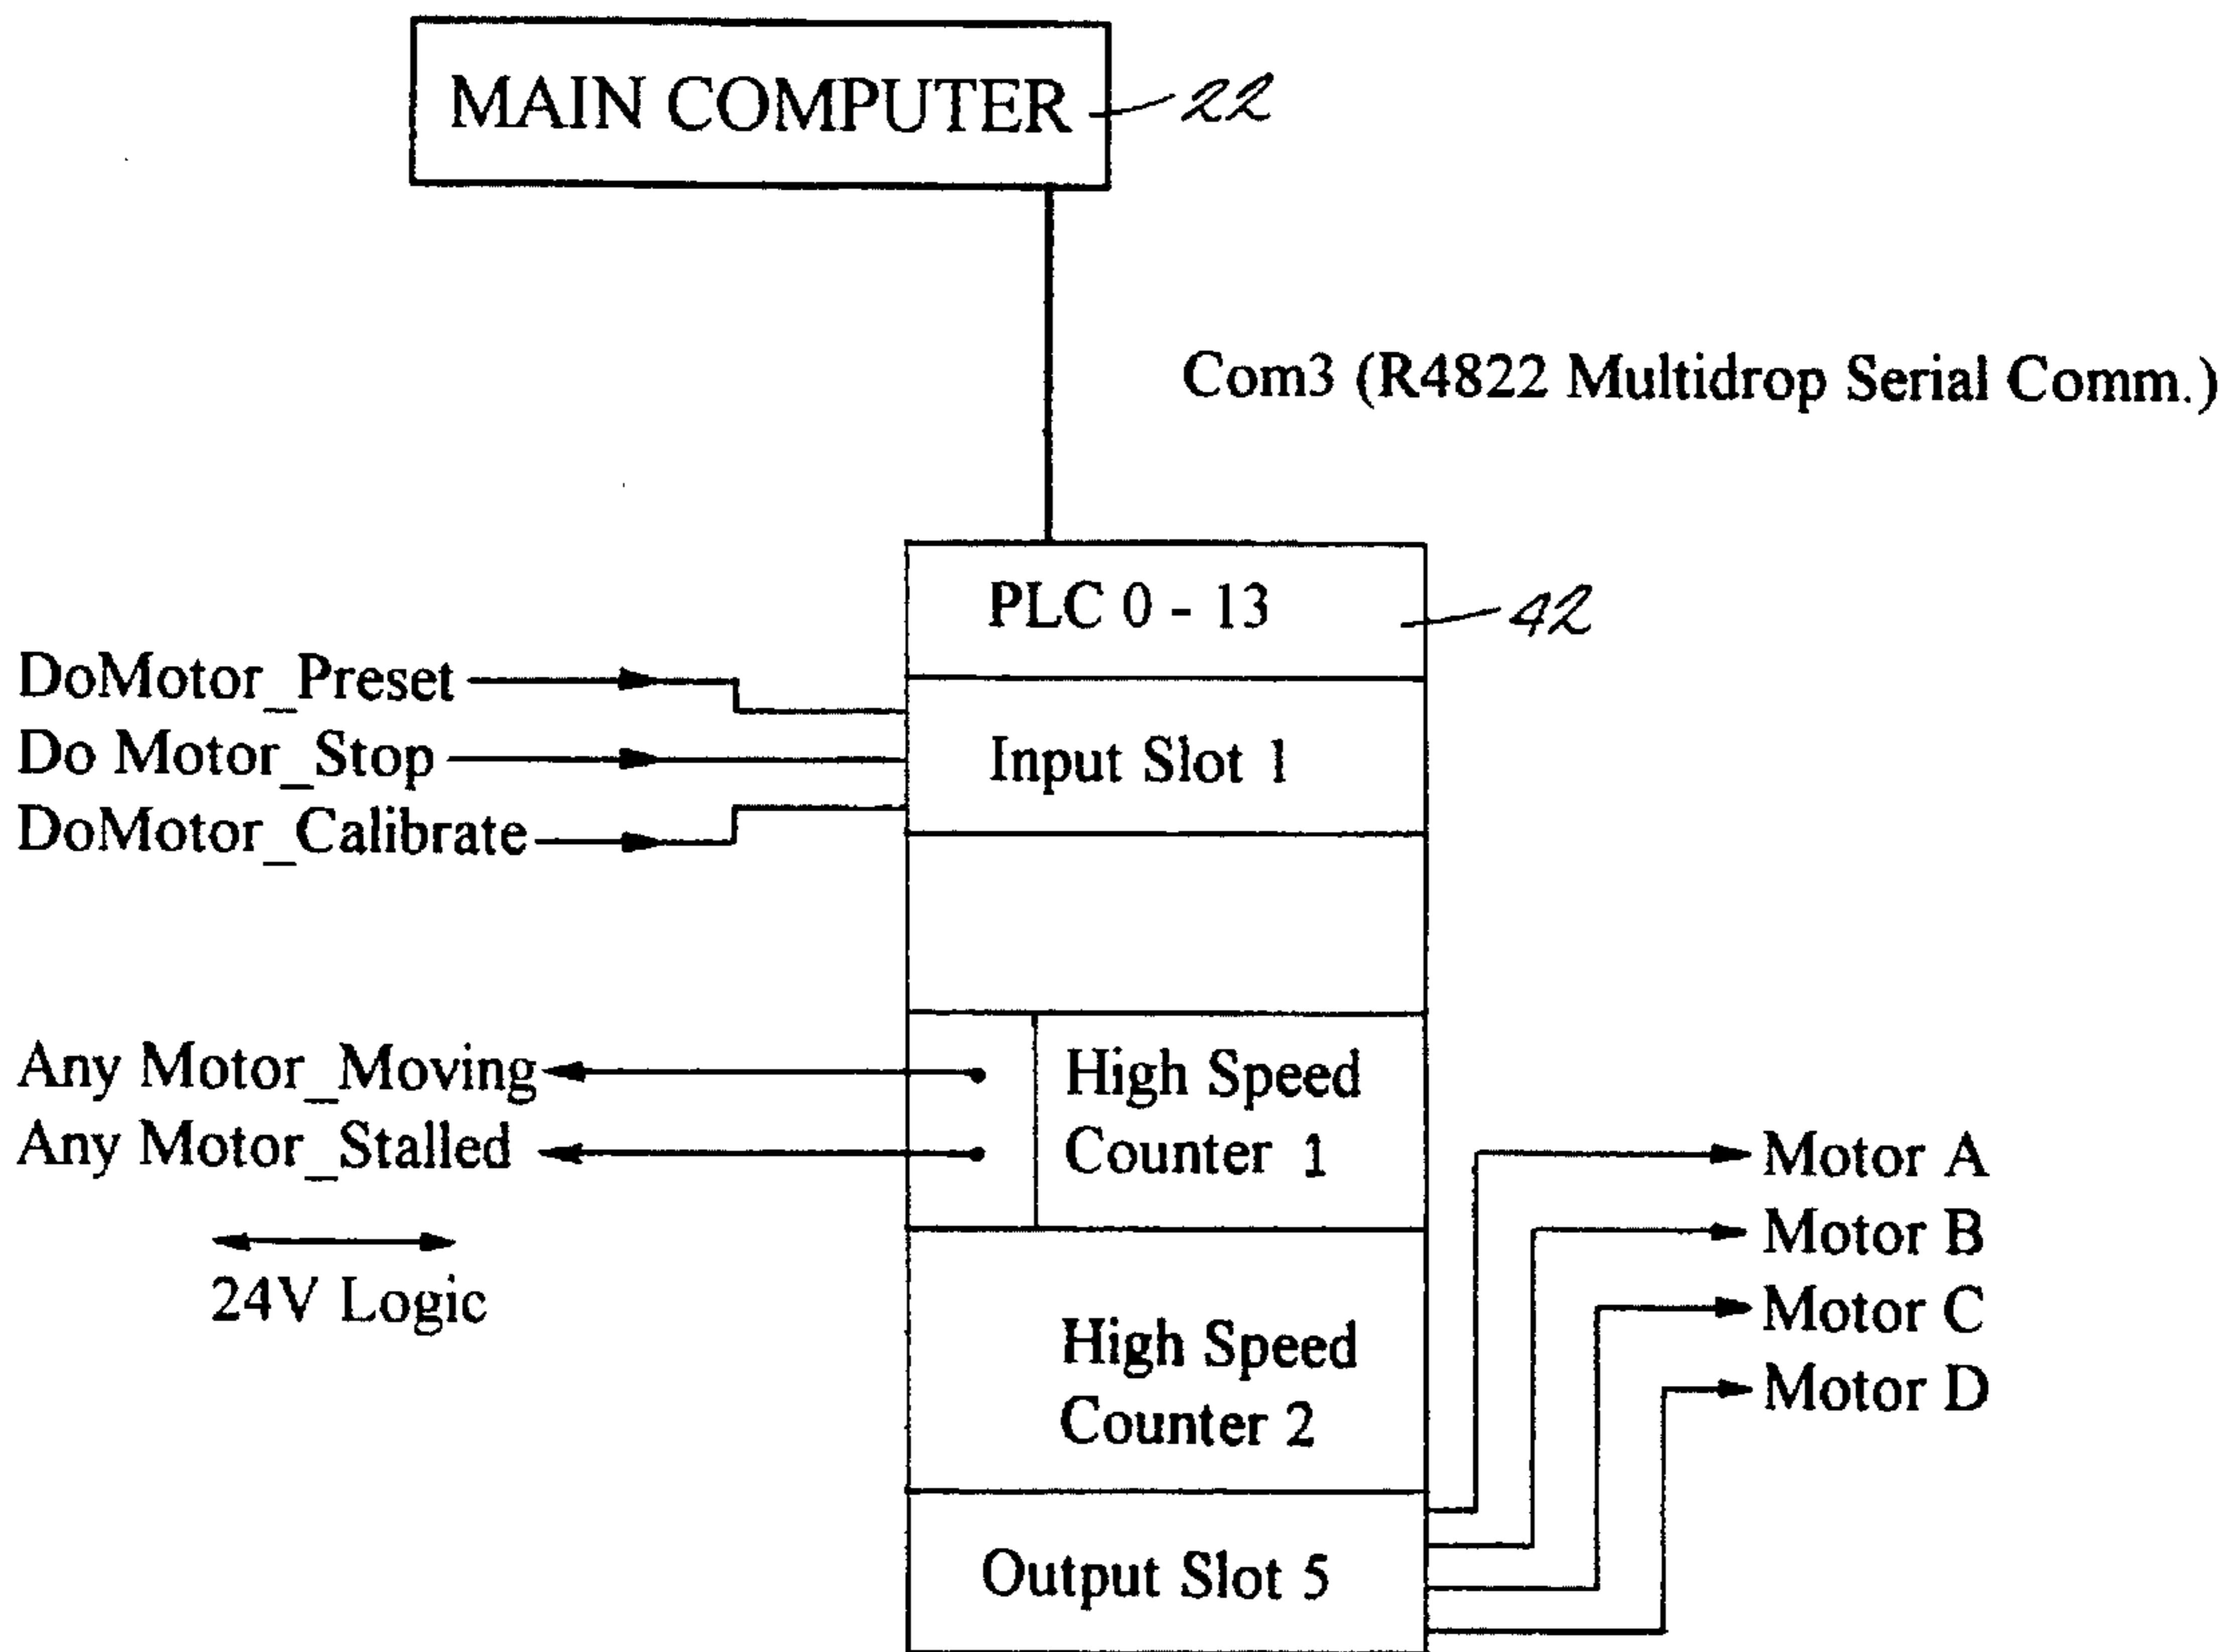 MAIN COMPUTER
22
Com3 (R4822 Multidrop Serial Comm.)
PLC 0 - 13
42
DoMotor_Preset
Do Motor_Stop
DoMotor_Calibrate
Input Slot 1
Any Motor_Moving
Any Motor_Stalled
24V Logic
High Speed
Counter 1
High Speed
Counter 2
Output Slot 5
Motor A
Motor B
Motor C
Motor D